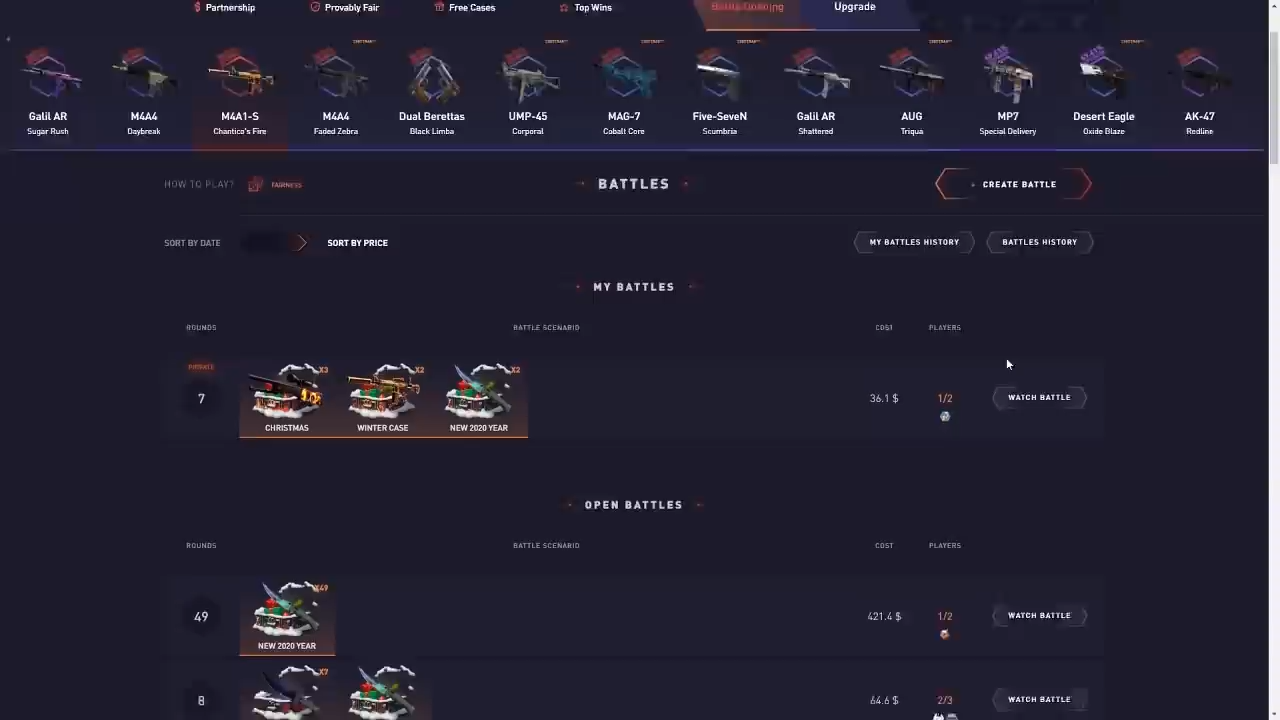 Partnership Provably Fair Free Cases Top Wins Upgrade
Galil AR M4A4 M4A1-S M4A4 Dual Berettas UMP-45 MAG-7 Five-SeveN Galil AR AUG MP7 Desert Eagle AK-47
Sugar Rush Daybreak Chantico's Fire Faded Zebra Black Limba Corporal Cobalt Core Scumbria Shattered Triqua Special Delivery Oxide Blaze Redline
HOW TO PLAY? FAIRNESS BATTLES + CREATE BATTLE
SORT BY DATE SORT BY PRICE MY BATTLES HISTORY BATTLES HISTORY
MY BATTLES
ROUNDS BATTLE SCENARIO COST PLAYERS
PRIVATE X3 X2 X2
7 36.1 $ 1/2 WATCH BATTLE
CHRISTMAS WINTER CASE NEW 2020 YEAR
OPEN BATTLES
ROUNDS BATTLE SCENARIO COST PLAYERS
X49
49 421.4 $ 1/2 WATCH BATTLE
NEW 2020 YEAR
X7
8 64.6 $ 2/3 WATCH BATTLE